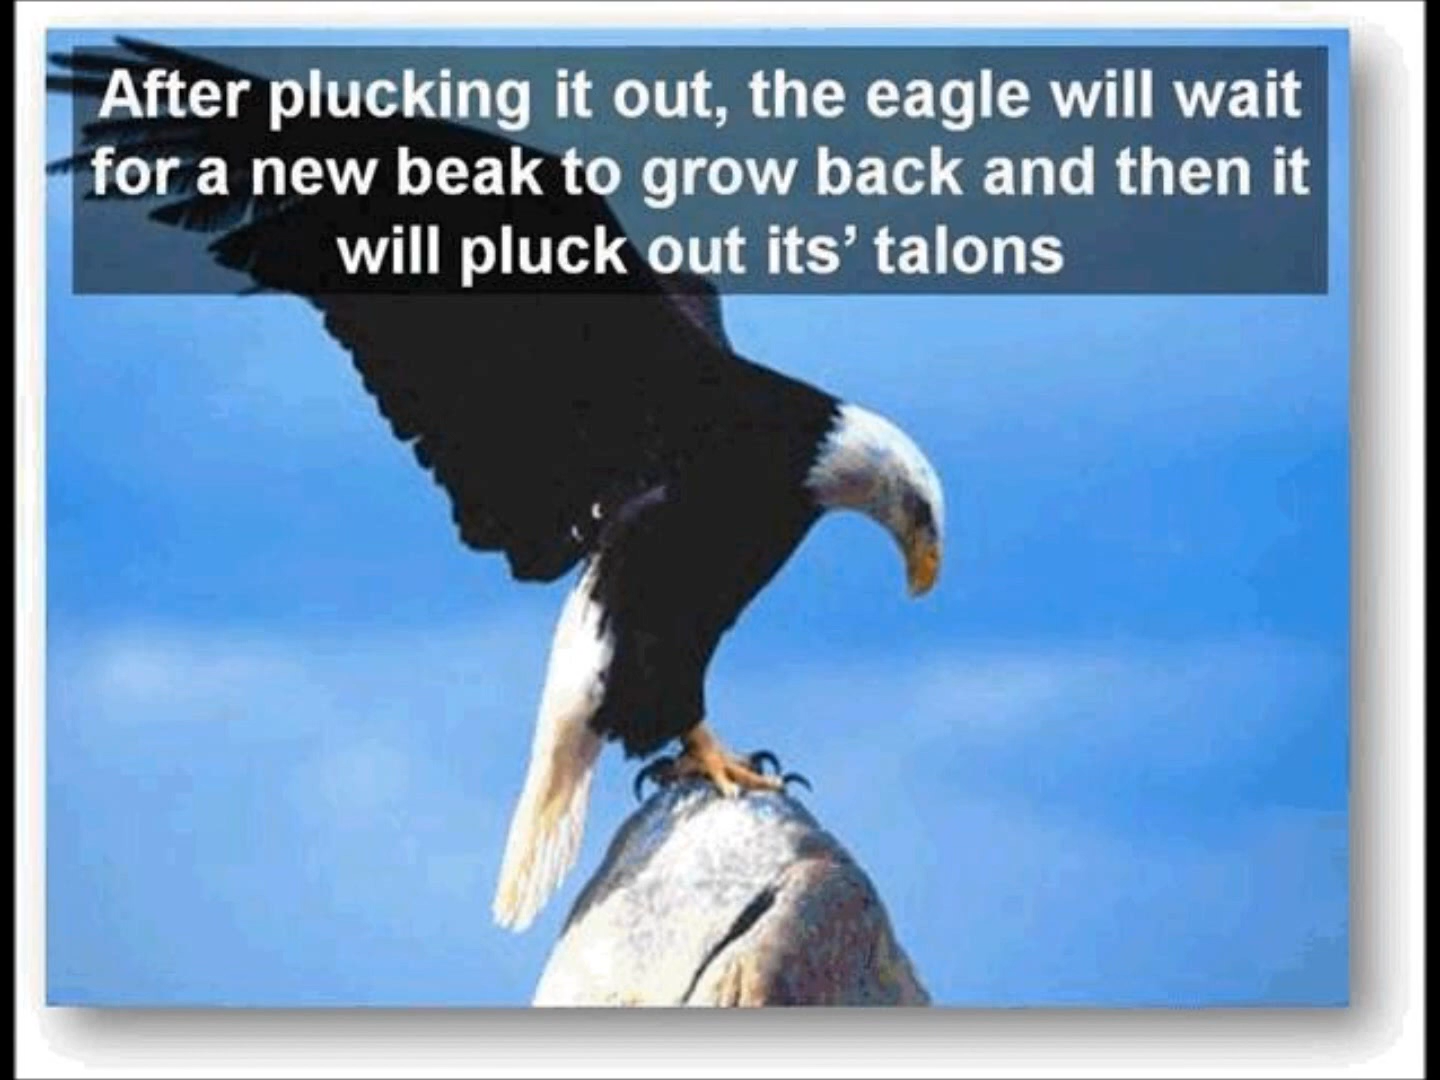 After plucking it out, the eagle will wait
for a new beak to grow back and then it
will pluck out its’ talons